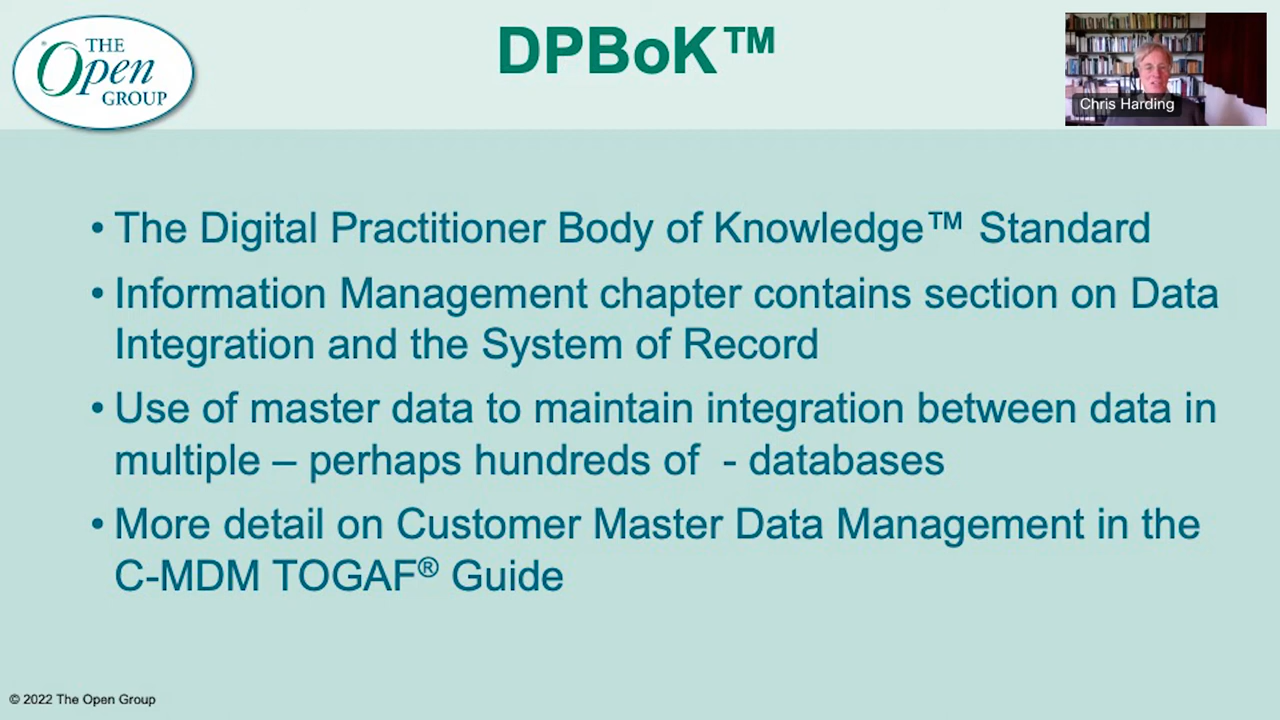 THE
Open
GROUP
DPBoK™
Chris Harding
• The Digital Practitioner Body of Knowledge™ Standard
• Information Management chapter contains section on Data
Integration and the System of Record
• Use of master data to maintain integration between data in
multiple – perhaps hundreds of  - databases
• More detail on Customer Master Data Management in the
C-MDM TOGAF® Guide
© 2022 The Open Group